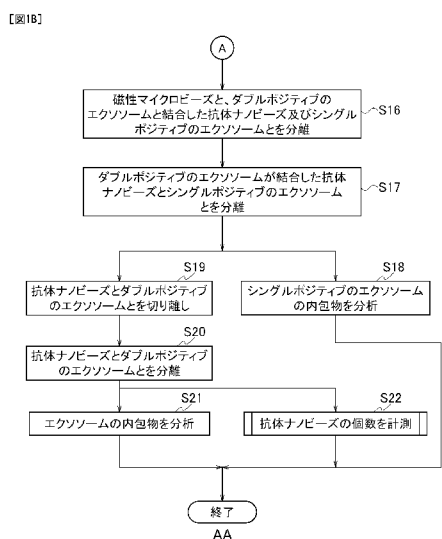 [図1B]
A
磁性マイクロビーズと、ダブルポジティブの
エクソソームと結合した抗体ナノビーズ及びシングル
ポジティブのエクソソームとを分離
S16
ダブルポジティブのエクソソームが結合した抗体
ナノビーズとシングルポジティブのエクソソーム
とを分離
S17
S19
抗体ナノビーズとダブルポジティブ
のエクソソームとを切り離し
S18
シングルポジティブのエクソソーム
の内包物を分析
S20
抗体ナノビーズとダブルポジティブ
のエクソソームとを分離
S21
エクソソームの内包物を分析
S22
抗体ナノビーズの個数を計測
終了
AA